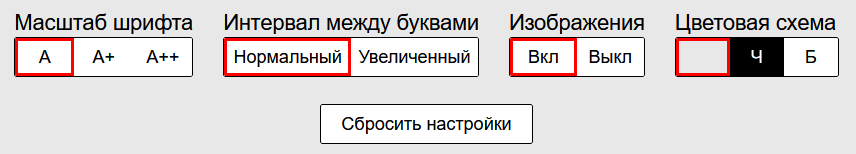 Масштаб шрифта Интервал между буквами Изображения Цветовая схема
А А+ А++ Нормальный Увеличенный Вкл Выкл Ч Б
Сбросить настройки